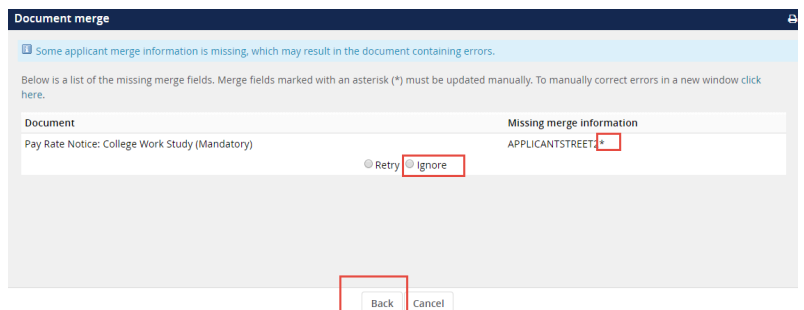 Document merge
Some applicant merge information is missing, which may result in the document containing errors.
Below is a list of the missing merge fields. Merge fields marked with an asterisk (*) must be updated manually. To manually correct errors in a new window click
here.
Document Missing merge information
Pay Rate Notice: College Work Study (Mandatory) APPLICANTSTREET2*
Retry Ignore
Back Cancel